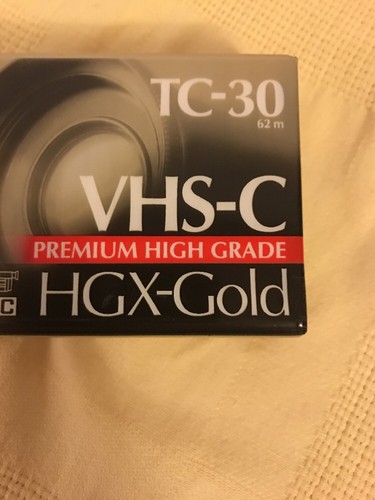 TC-30
62 m
VHS-C
PREMIUM HIGH GRADE
C
HGX-Gold